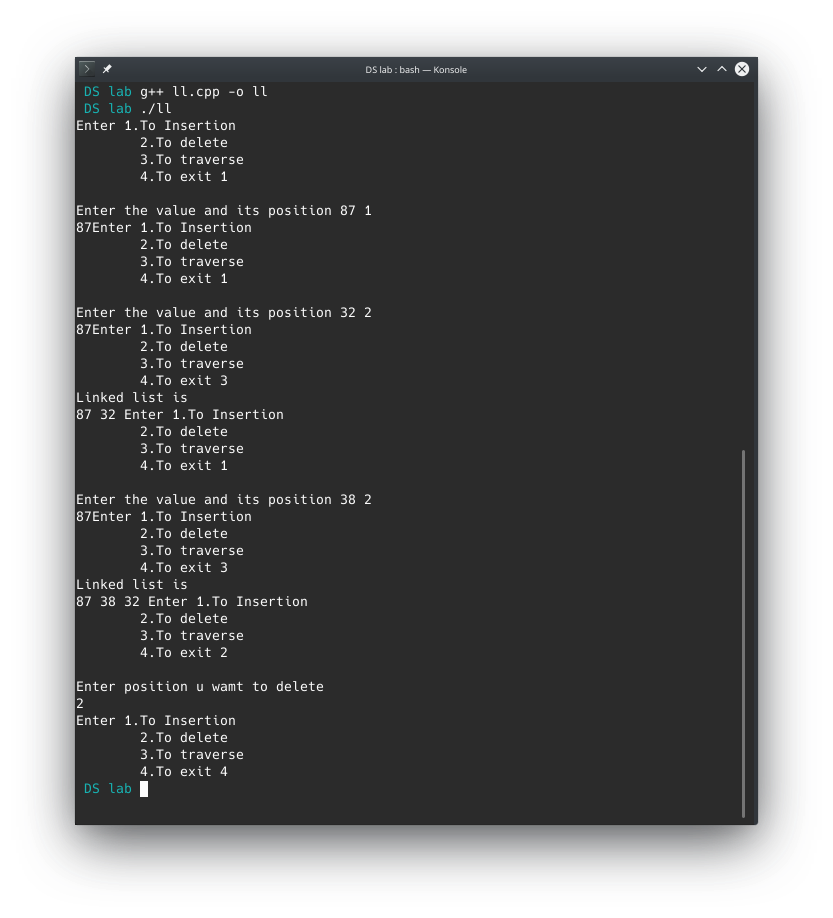 DS lab : bash — Konsole
DS lab g++ ll.cpp -o ll
DS lab ./ll
Enter 1.To Insertion
2.To delete
3.To traverse
4.To exit 1
Enter the value and its position 87 1
87Enter 1.To Insertion
2.To delete
3.To traverse
4.To exit 1
Enter the value and its position 32 2
87Enter 1.To Insertion
2.To delete
3.To traverse
4.To exit 3
Linked list is
87 32 Enter 1.To Insertion
2.To delete
3.To traverse
4.To exit 1
Enter the value and its position 38 2
87Enter 1.To Insertion
2.To delete
3.To traverse
4.To exit 3
Linked list is
87 38 32 Enter 1.To Insertion
2.To delete
3.To traverse
4.To exit 2
Enter position u wamt to delete
2
Enter 1.To Insertion
2.To delete
3.To traverse
4.To exit 4
DS lab